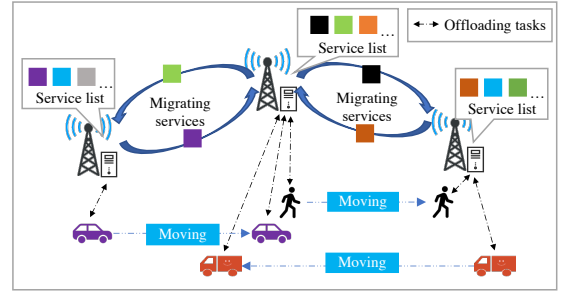 Offloading tasks
...
Service list
...
Service list
Migrating
services
Migrating
services
...
Service list
Moving
Moving
Moving